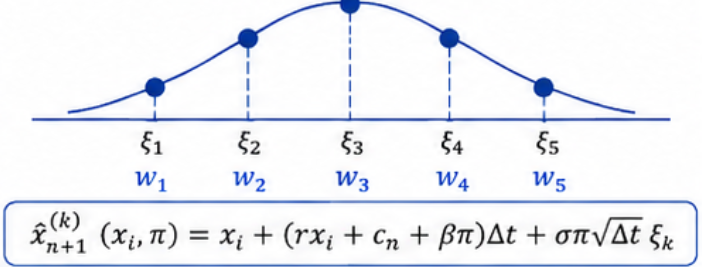 ξ₁ ξ₂ ξ₃ ξ₄ ξ₅
w₁ w₂ w₃ w₄ w₅
x̂ₙ₊₁⁽ᵏ⁾ (xᵢ, π) = xᵢ + (rxᵢ + cₙ + βπ)Δt + σπ√Δt ξₖ